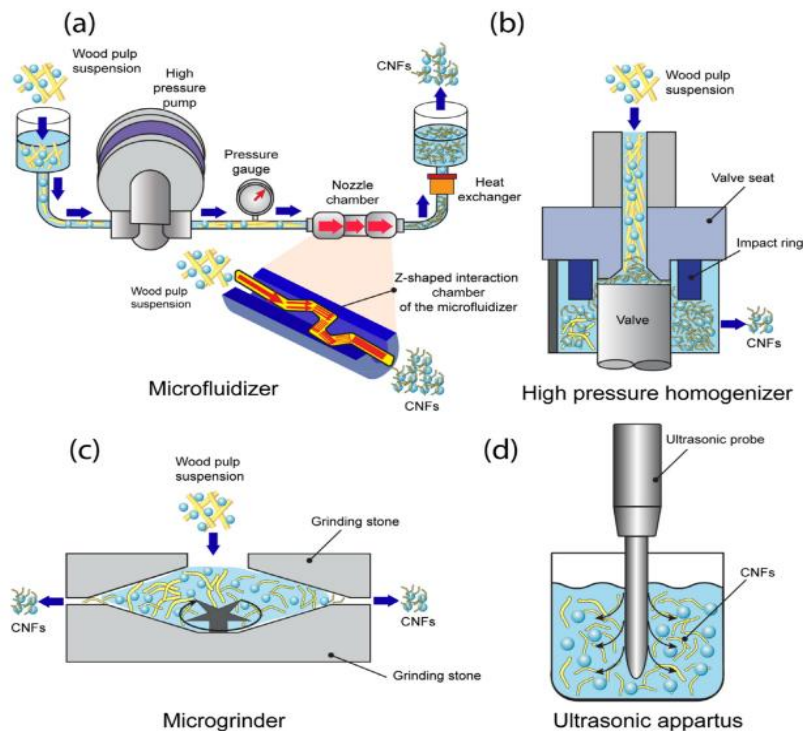 (a)
Wood pulp
suspension
High
pressure
pump
Pressure
gauge
Nozzle
chamber
CNFs
Heat
exchanger
Wood pulp
suspension
Z-shaped interaction
chamber
of the microfluidizer
CNFs
Microfluidizer
(b)
Wood pulp
suspension
Valve seat
Impact ring
Valve
CNFs
High pressure homogenizer
(c)
Wood pulp
suspension
Grinding stone
CNFs
CNFs
Grinding stone
Microgrinder
(d)
Ultrasonic probe
CNFs
Ultrasonic appartus